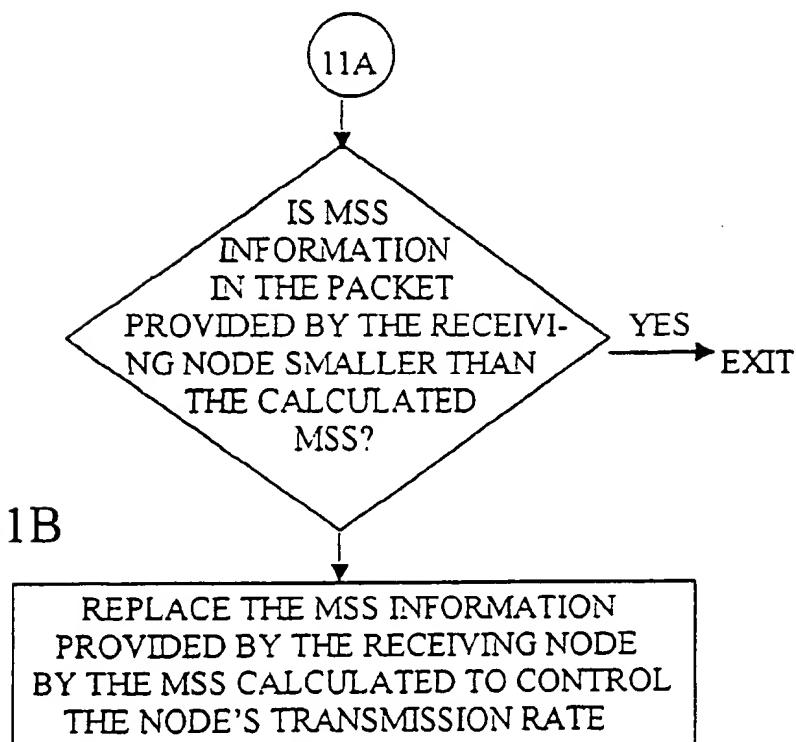 11A
IS MSS
INFORMATION
IN THE PACKET
PROVIDED BY THE RECEIVI-
NG NODE SMALLER THAN
THE CALCULATED
MSS?
YES
EXIT
1B
REPLACE THE MSS INFORMATION
PROVIDED BY THE RECEIVING NODE
BY THE MSS CALCULATED TO CONTROL
THE NODE'S TRANSMISSION RATE